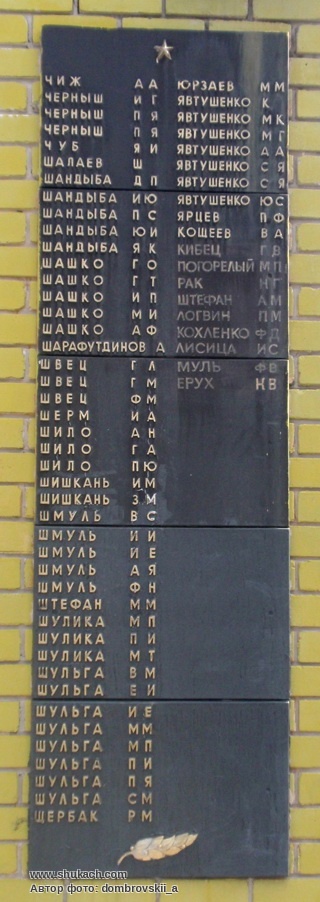 ЧИЖ А А
ЧЕРНЫШ И Г
ЧЕРНЫШ П Я
ЧЕРНЫШ П Я
ЧУБ Я И
ШАПАЕВ Ш
ШАНДЫБА Д П
ШАНДЫБА И Ю
ШАНДЫБА П С
ШАНДЫБА Ю И
ШАНДЫБА Я К
ШАШКО Г О
ШАШКО Г Т
ШАШКО И П
ШАШКО М И
ШАШКО А Ф
ШАРАФУТДИНОВ А
ШВЕЦ Г Л
ШВЕЦ Г М
ШВЕЦ Ф М
ШЕРМ И А
ШИЛО А Н
ШИЛО Г А
ШИЛО П Ю
ШИШКАНЬ И М
ШИШКАНЬ З М
ШМУЛЬ В С
ШМУЛЬ И И
ШМУЛЬ И Е
ШМУЛЬ А Я
ШМУЛЬ Ф Н
ШТЕФАН М М
ШУЛИКА М П
ШУЛИКА П И
ШУЛИКА М Т
ШУЛЬГА В М
ШУЛЬГА Е И
ШУЛЬГА И Е
ШУЛЬГА М М
ШУЛЬГА М П
ШУЛЬГА П И
ШУЛЬГА П Я
ШУЛЬГА С М
ЩЕРБАК Р М
ЮРЗАЕВ М М
ЯВТУШЕНКО К
ЯВТУШЕНКО М К
ЯВТУШЕНКО М Г
ЯВТУШЕНКО А А
ЯВТУШЕНКО С Я
ЯВТУШЕНКО С Я
ЯВТУШЕНКО Ю С
ЯРЦЕВ П Ф
КОЩЕЕВ В А
КИБЕЦ Г В
ПОГОРЕЛЫЙ М П
РАК Н Г
ШТЕФАН А М
ЛОГВИН П М
КОХЛЕНКО Ф Д
ЛИСИЦА И С
МУЛЬ Ф В
ЕРУХ К В
www.shukach.com
Автор фото: dombrovskii_a